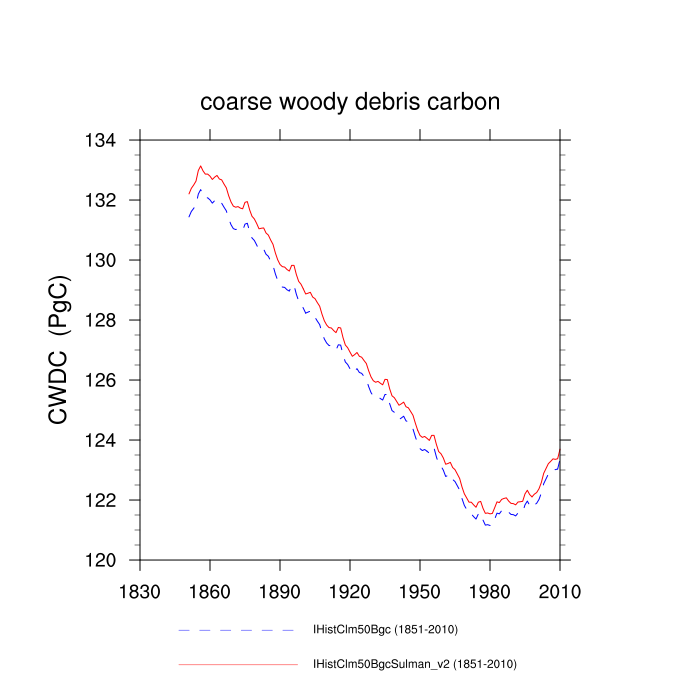 coarse woody debris carbon
134
132
130
128
126
124
122
120
CWDC (PgC)
1830 1860 1890 1920 1950 1980 2010
IHistClm50Bgc (1851-2010)
IHistClm50BgcSulman_v2 (1851-2010)